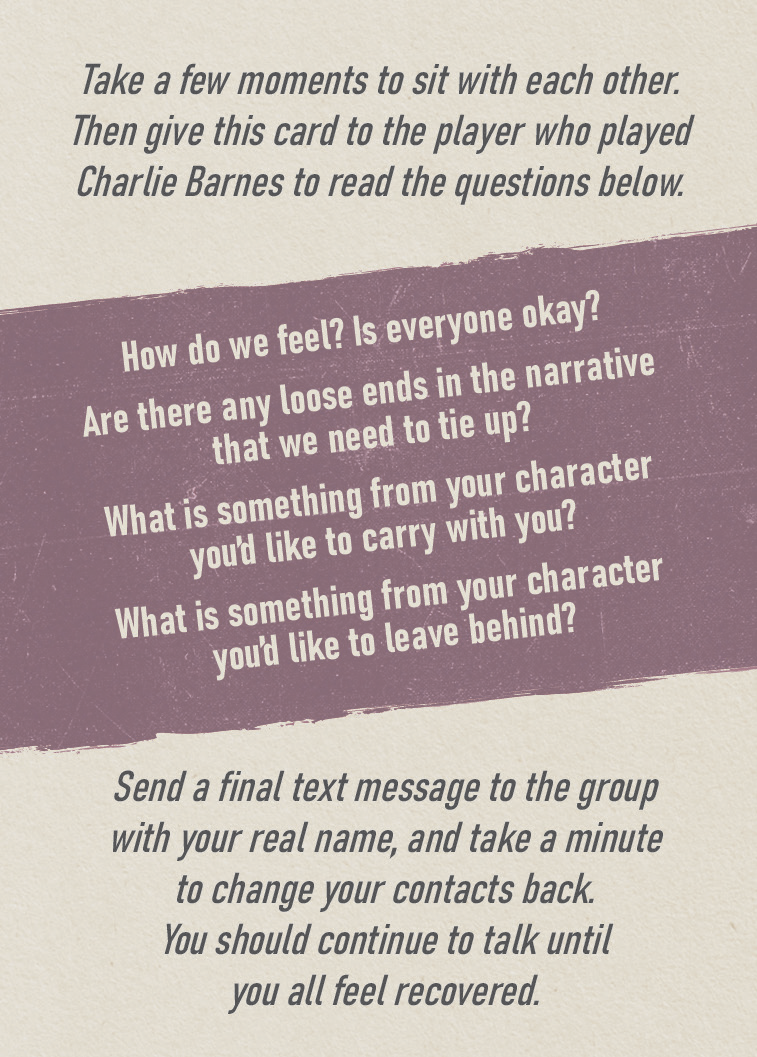 Take a few moments to sit with each other.
Then give this card to the player who played
Charlie Barnes to read the questions below.
How do we feel? Is everyone okay?
Are there any loose ends in the narrative
that we need to tie up?
What is something from your character
you'd like to carry with you?
What is something from your character
you'd like to leave behind?
Send a final text message to the group
with your real name, and take a minute
to change your contacts back.
You should continue to talk until
you all feel recovered.